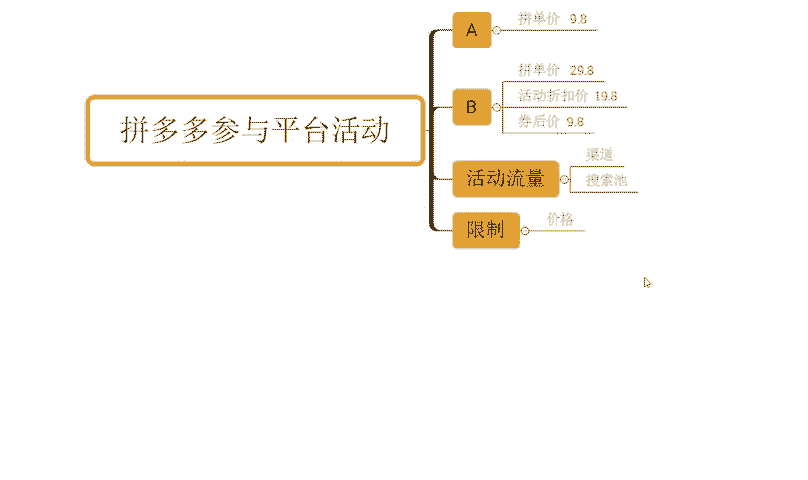 拼多多参与平台活动
A
拼单价 9.8
B
拼单价 29.8
活动折扣价 19.8
券后价 9.8
活动流量
渠道
搜索池
限制
价格